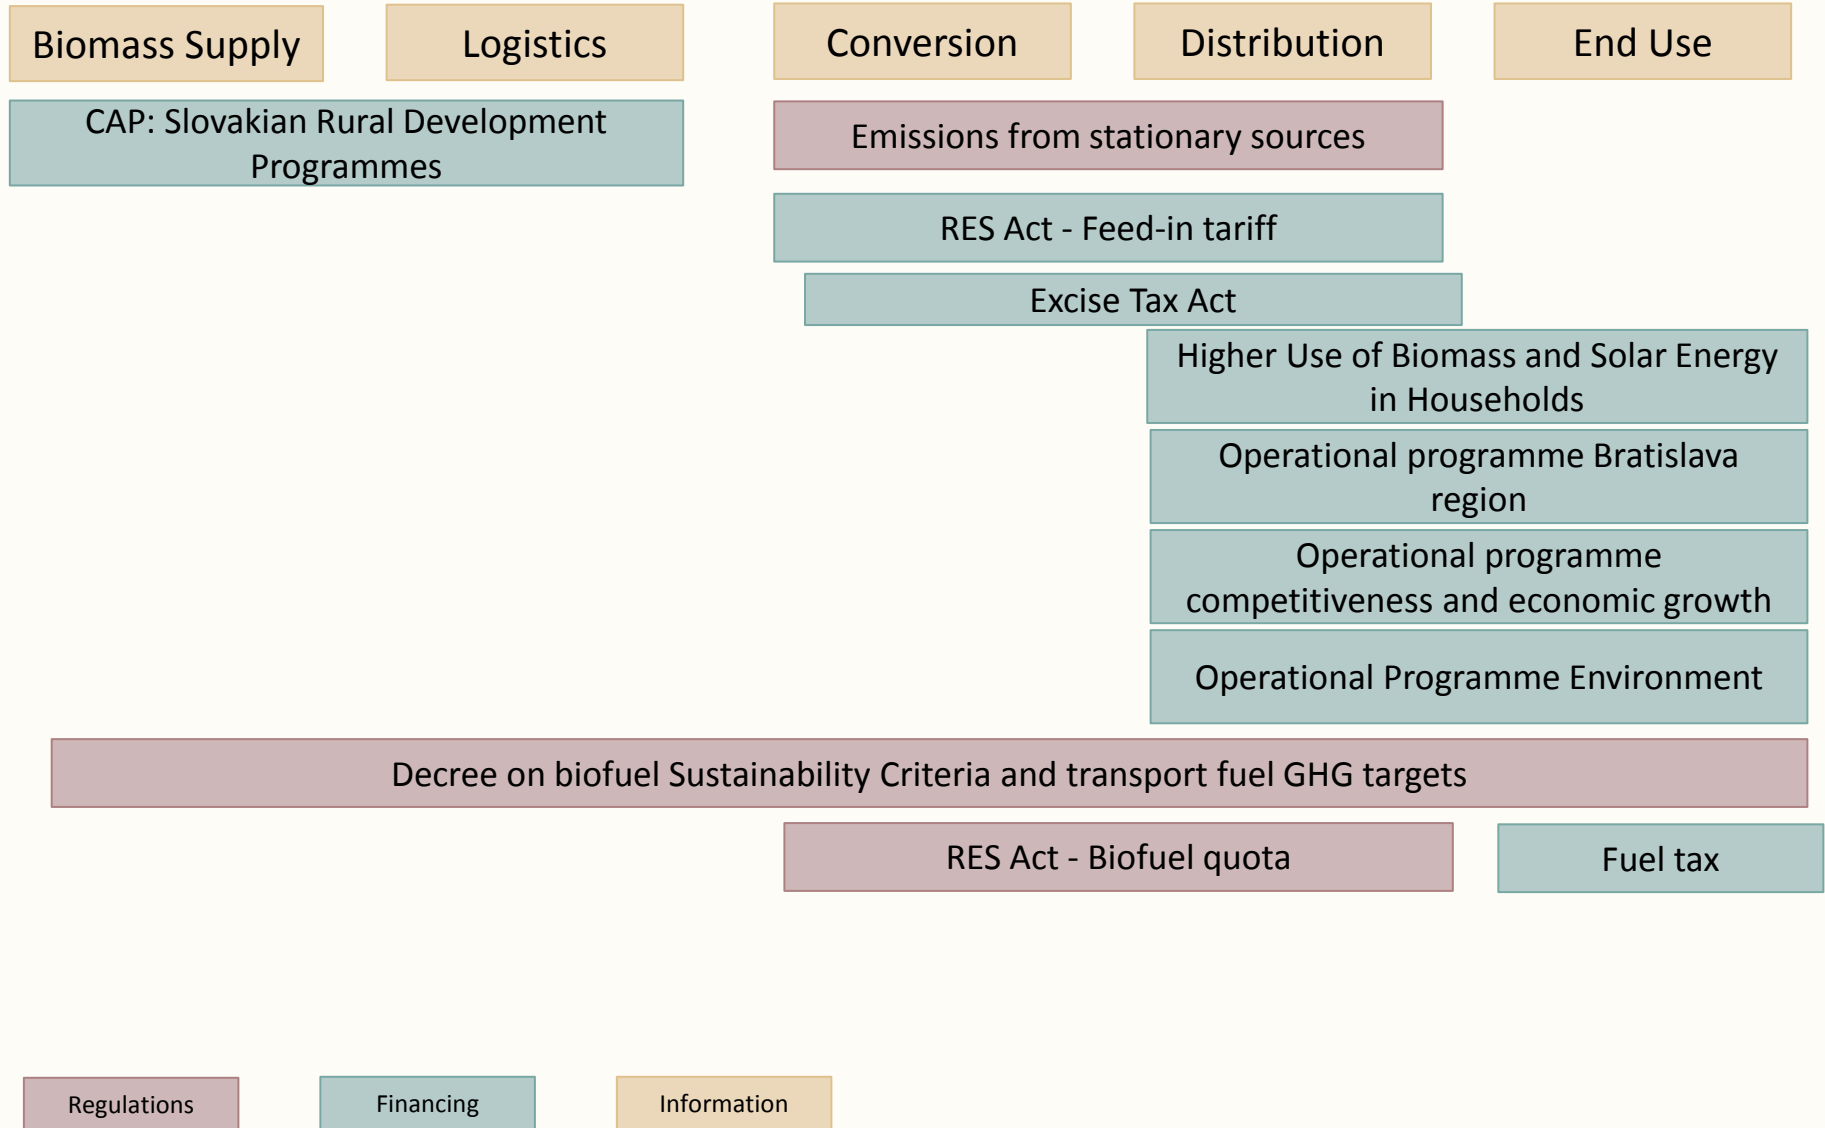 Biomass Supply
Logistics
Conversion
Distribution
End Use
CAP: Slovakian Rural Development
Programmes
Emissions from stationary sources
RES Act - Feed-in tariff
Excise Tax Act
Higher Use of Biomass and Solar Energy
in Households
Operational programme Bratislava
region
Operational programme
competitiveness and economic growth
Operational Programme Environment
Decree on biofuel Sustainability Criteria and transport fuel GHG targets
RES Act - Biofuel quota
Fuel tax
Regulations
Financing
Information